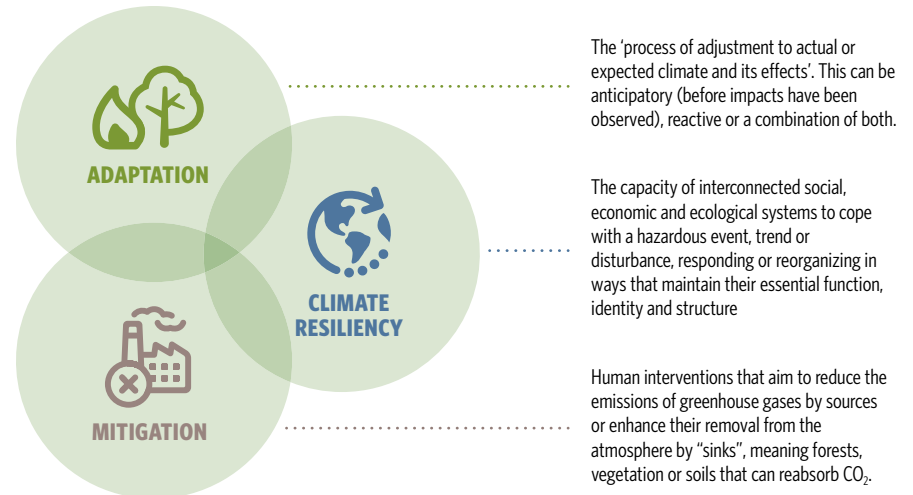 ADAPTATION
The ‘process of adjustment to actual or
expected climate and its effects’. This can be
anticipatory (before impacts have been
observed), reactive or a combination of both.
CLIMATE
RESILIENCY
The capacity of interconnected social,
economic and ecological systems to cope
with a hazardous event, trend or
disturbance, responding or reorganizing in
ways that maintain their essential function,
identity and structure
MITIGATION
Human interventions that aim to reduce the
emissions of greenhouse gases by sources
or enhance their removal from the
atmosphere by “sinks”, meaning forests,
vegetation or soils that can reabsorb CO₂.